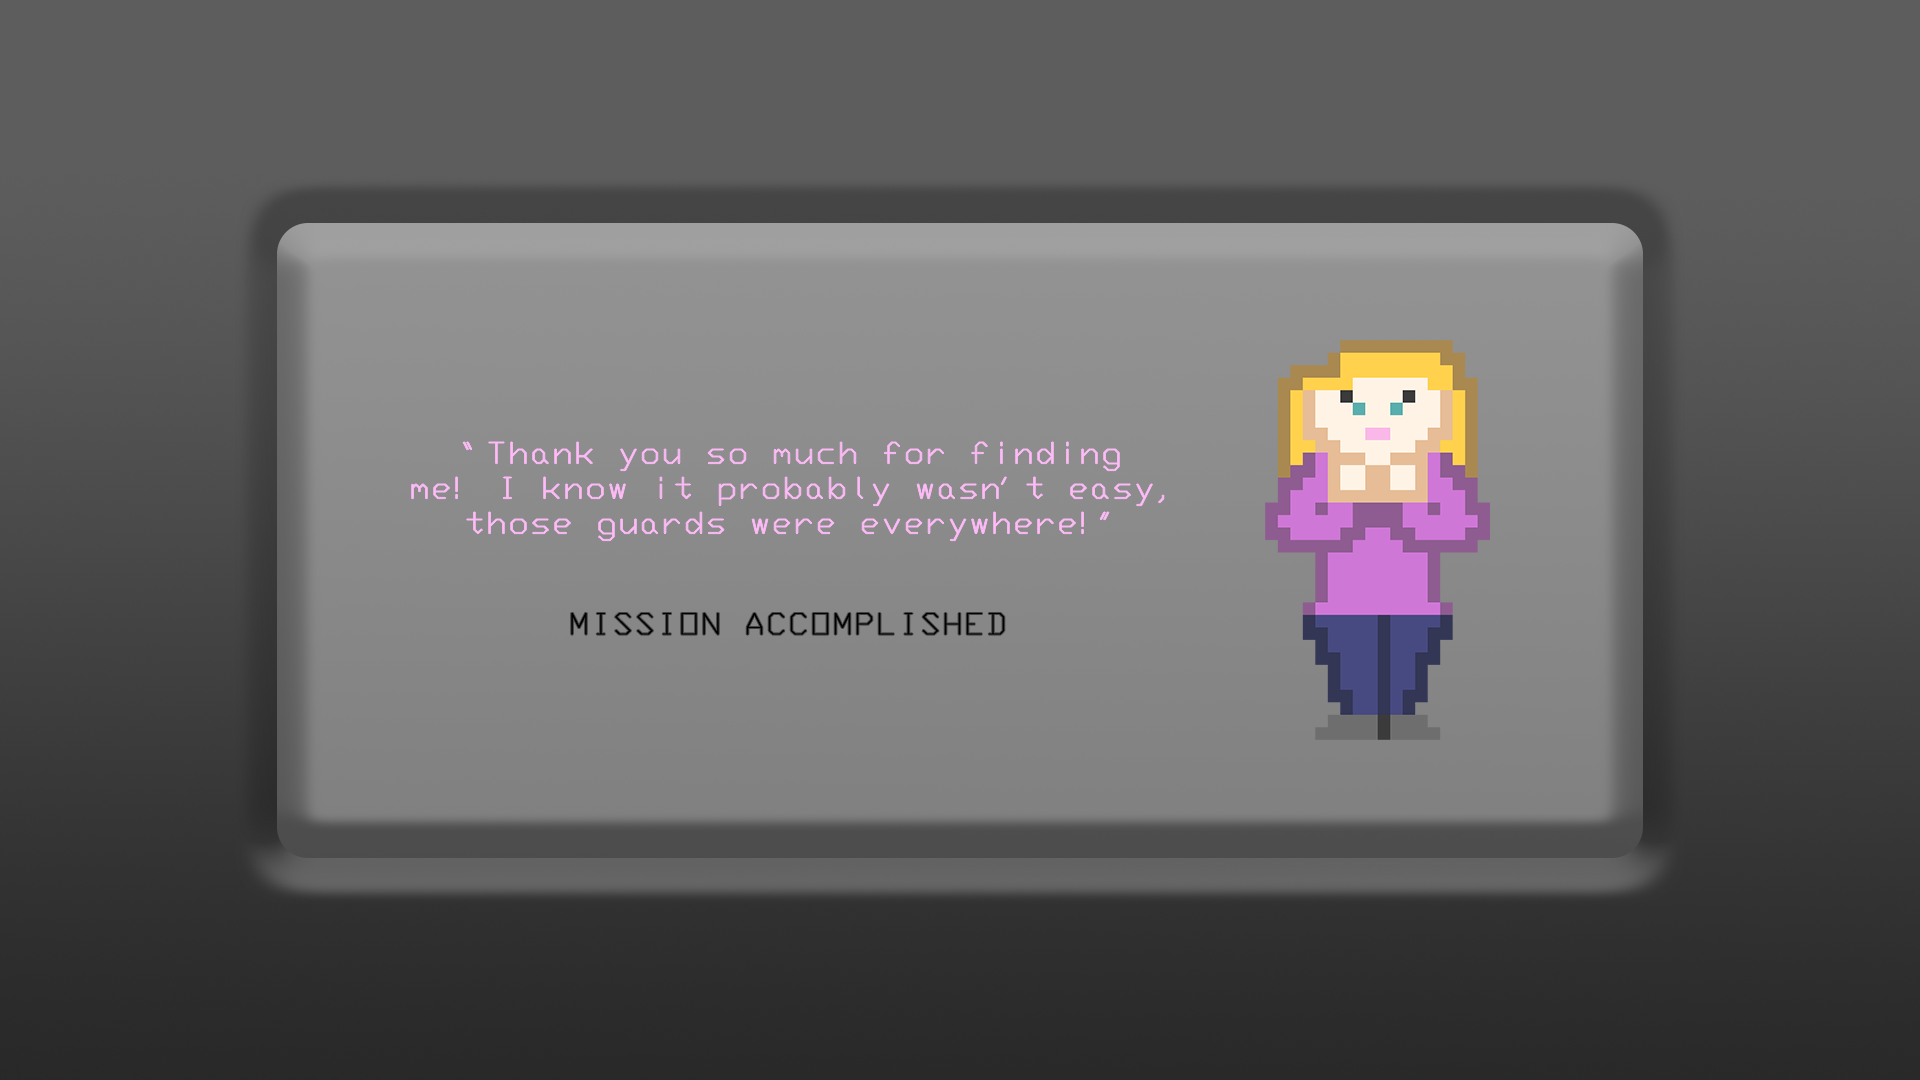 “Thank you so much for finding
me! I know it probably wasn’t easy,
those guards were everywhere!”
MISSION ACCOMPLISHED